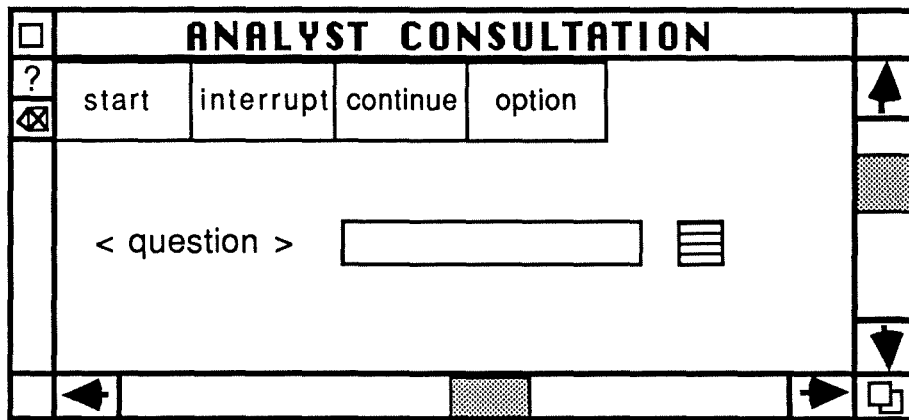 ANALYST CONSULTATION
?
start interrupt continue option
< question >